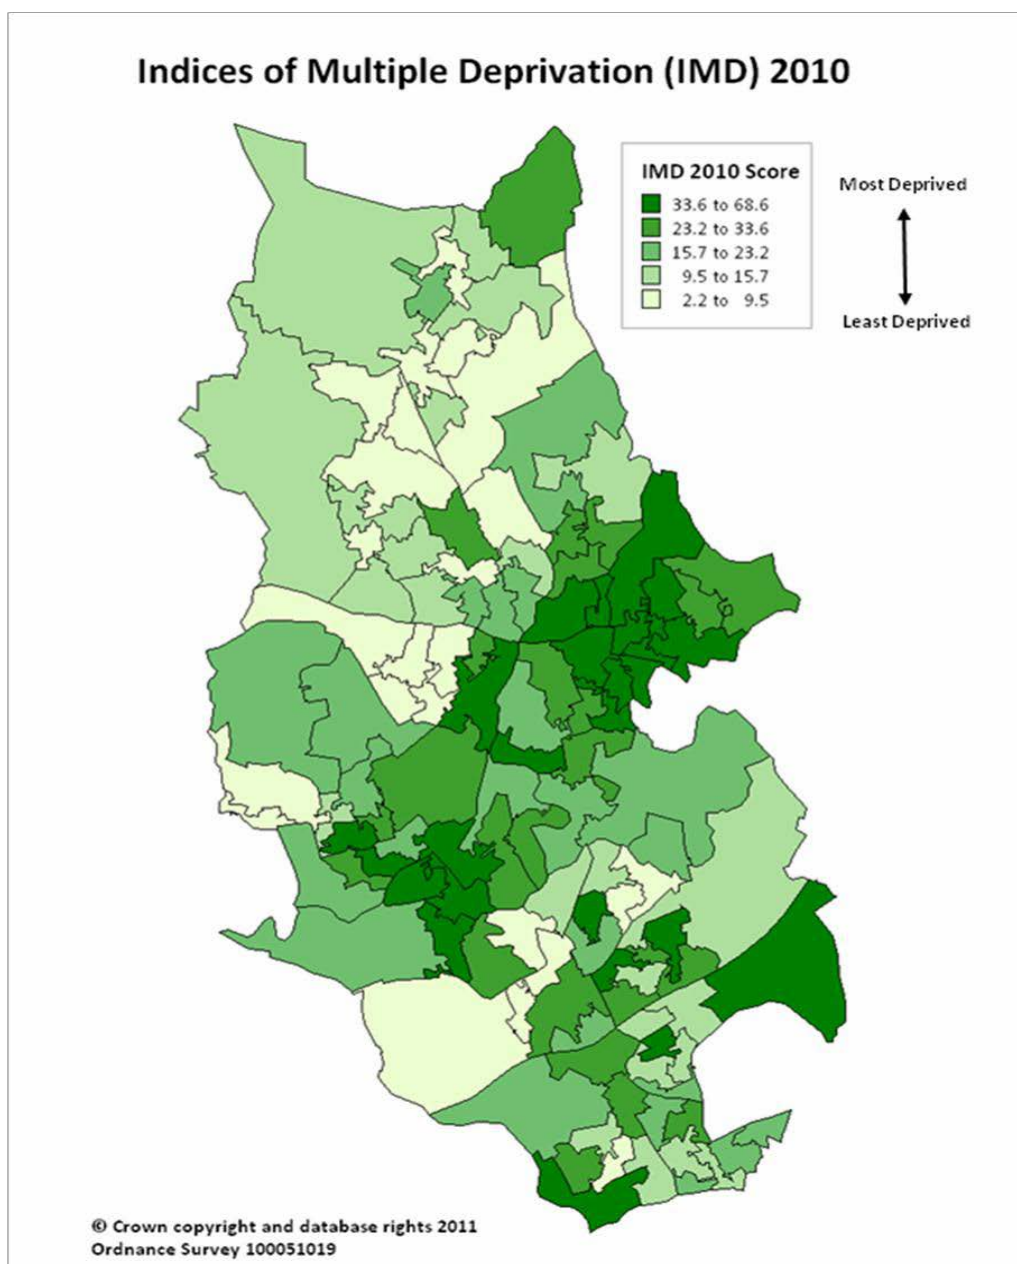 Indices of Multiple Deprivation (IMD) 2010
IMD 2010 Score
33.6 to 68.6
23.2 to 33.6
15.7 to 23.2
9.5 to 15.7
2.2 to 9.5
Most Deprived
Least Deprived
© Crown copyright and database rights 2011
Ordnance Survey 100051019